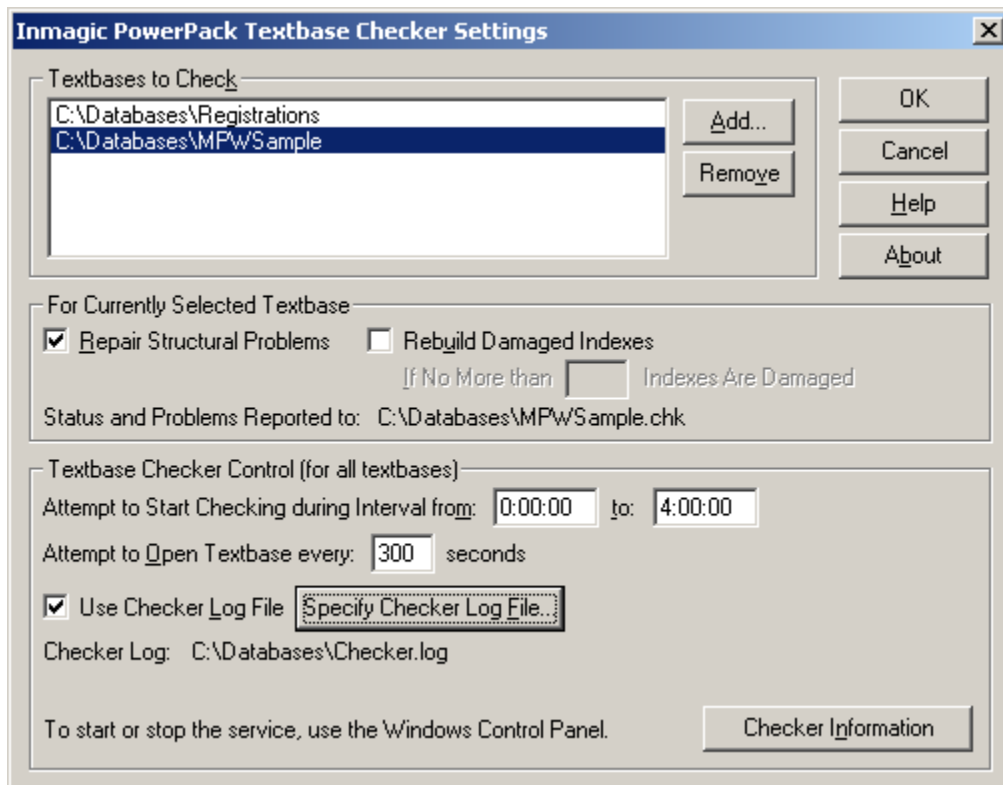 Inmagic PowerPack Textbase Checker Settings
Textbases to Check
C:\Databases\Registrations
C:\Databases\MPWSample
Add...
Remove
OK
Cancel
Help
About
For Currently Selected Textbase
Repair Structural Problems Rebuild Damaged Indexes
If No More than Indexes Are Damaged
Status and Problems Reported to: C:\Databases\MPWSample.chk
Textbase Checker Control (for all textbases)
Attempt to Start Checking during Interval from: 0:00:00 to: 4:00:00
Attempt to Open Textbase every: 300 seconds
Use Checker Log File Specify Checker Log File...
Checker Log: C:\Databases\Checker.log
To start or stop the service, use the Windows Control Panel. Checker Information